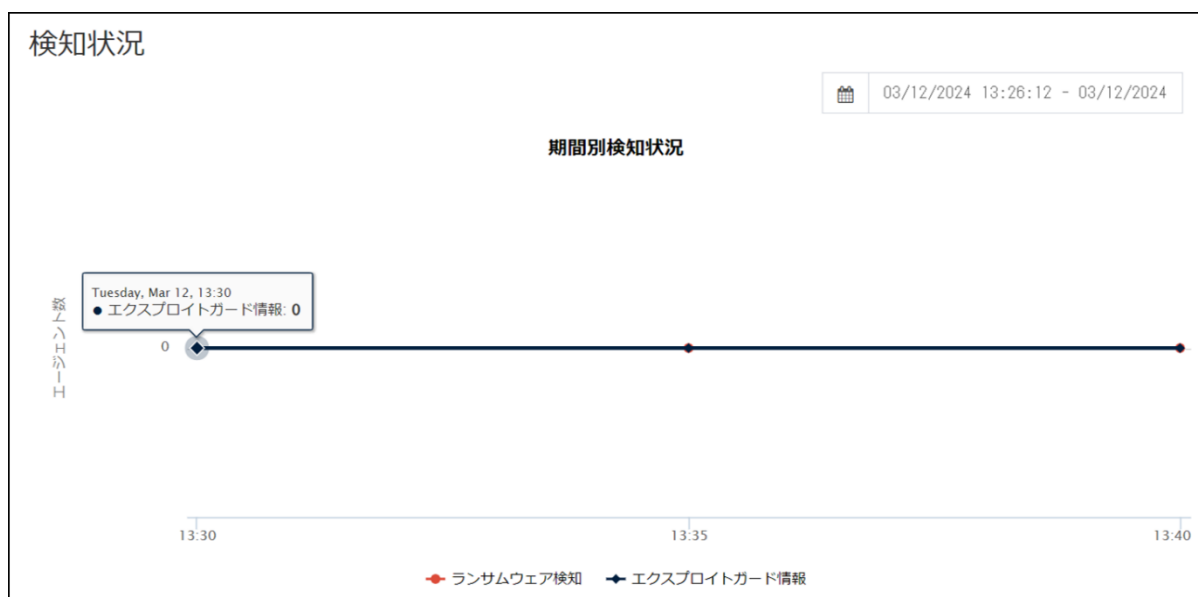 検知状況
03/12/2024 13:26:12 - 03/12/2024
期間別検知状況
Tuesday, Mar 12, 13:30
● エクスプロイトガード情報: 0
エージェント数
0
13:30
13:35
13:40
ランサムウェア検知
エクスプロイトガード情報